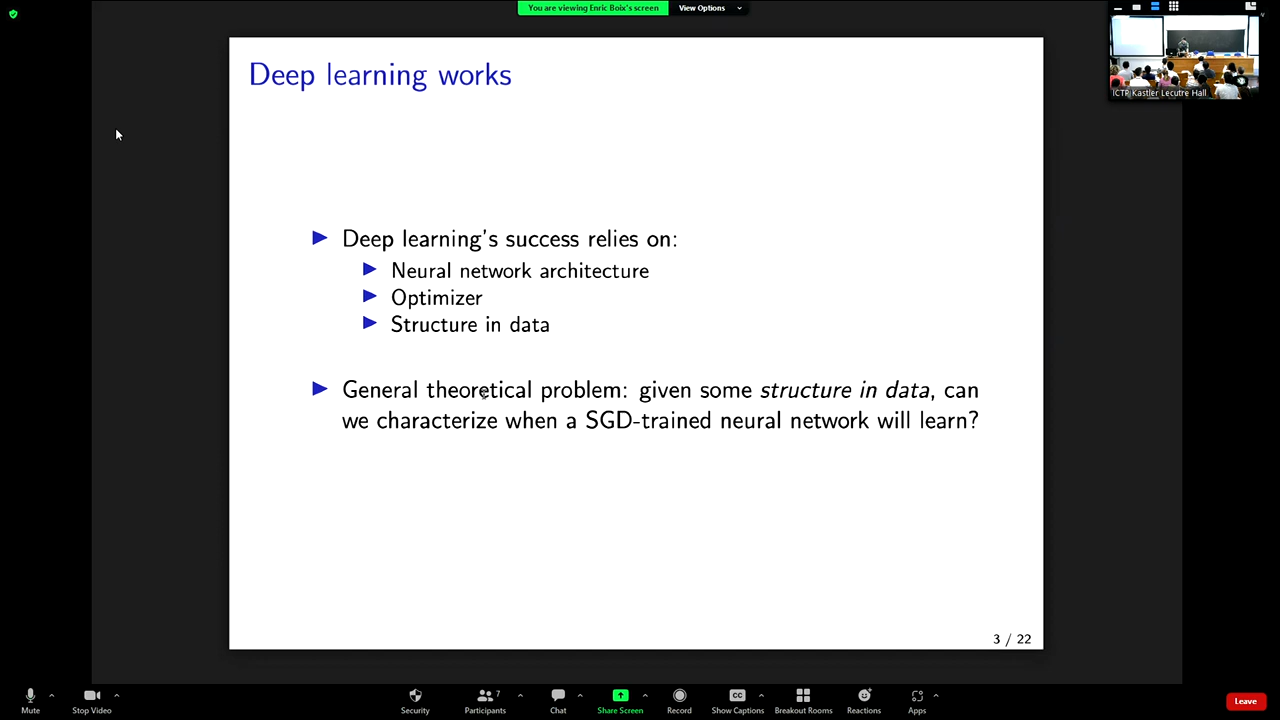 You are viewing Enric Boix's screen
View Options
ICTP Kastler Lecutre Hall
Deep learning works
Deep learning's success relies on:
Neural network architecture
Optimizer
Structure in data
General theoretical problem: given some structure in data, can
we characterize when a SGD-trained neural network will learn?
3 / 22
Mute
Stop Video
Security
Participants
7
Chat
Share Screen
Record
CC
Show Captions
Breakout Rooms
Reactions
Apps
Leave